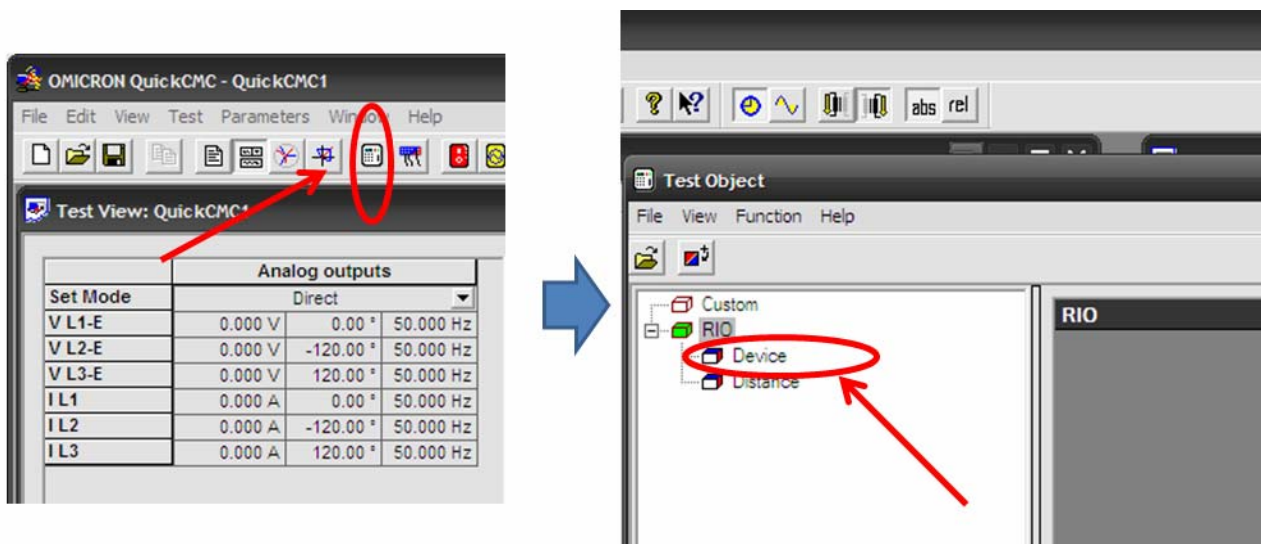 OMICRON QuickCMC - QuickCMC1
File Edit View Test Parameters Window Help
Test View: QuickCMC1
Analog outputs
Set Mode Direct
V L1-E 0.000 V 0.00 ° 50.000 Hz
V L2-E 0.000 V -120.00 ° 50.000 Hz
V L3-E 0.000 V 120.00 ° 50.000 Hz
I L1 0.000 A 0.00 ° 50.000 Hz
I L2 0.000 A -120.00 ° 50.000 Hz
I L3 0.000 A 120.00 ° 50.000 Hz
abs rel
Test Object
File View Function Help
Custom
RIO
Device
Distance
RIO